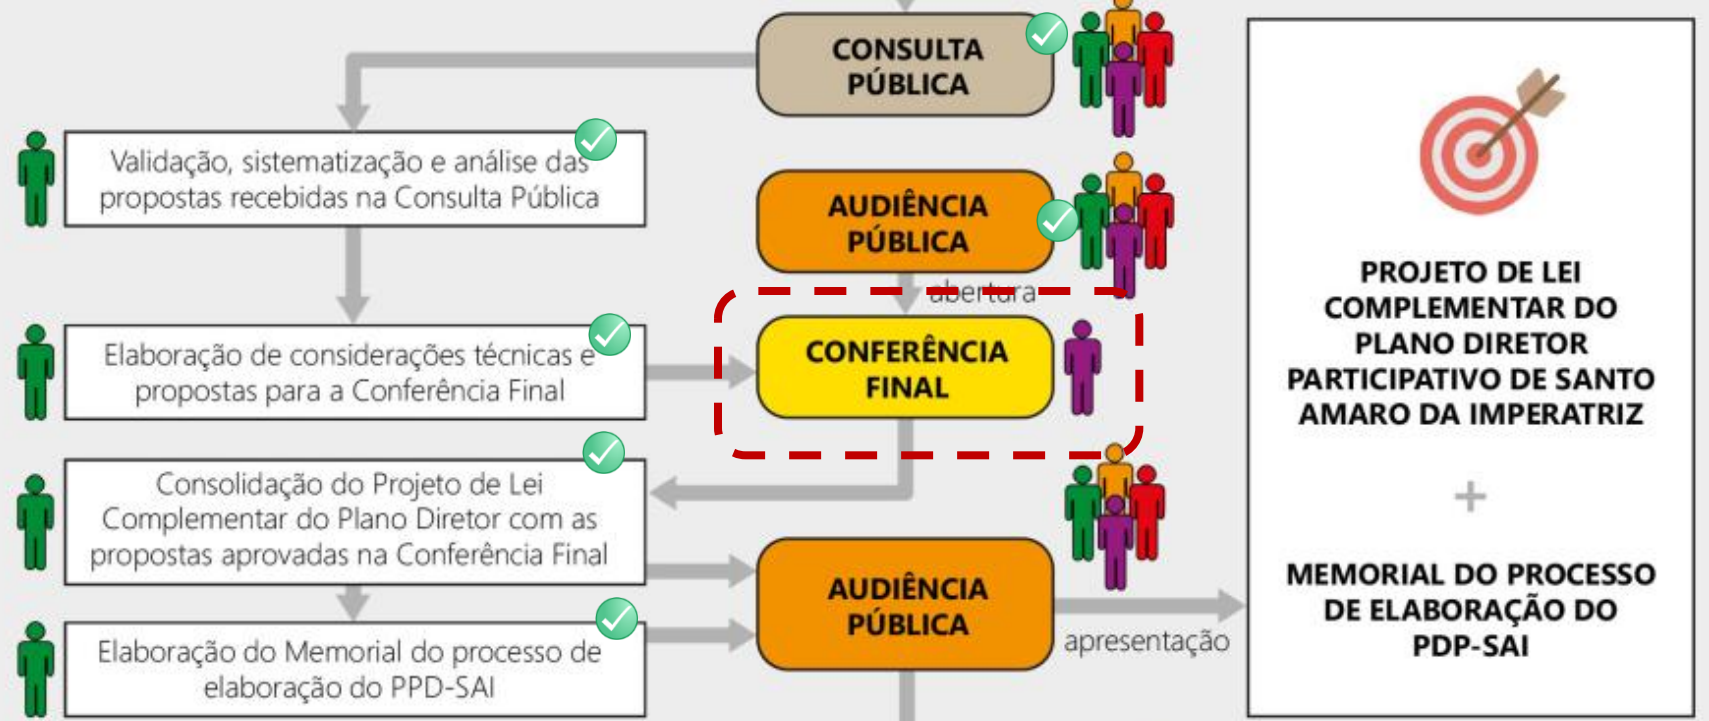 CONSULTA
PÚBLICA
Validação, sistematização e análise das
propostas recebidas na Consulta Pública
AUDIÊNCIA
PÚBLICA
abertura
Elaboração de considerações técnicas e
propostas para a Conferência Final
CONFERÊNCIA
FINAL
Consolidação do Projeto de Lei
Complementar do Plano Diretor com as
propostas aprovadas na Conferência Final
AUDIÊNCIA
PÚBLICA
apresentação
Elaboração do Memorial do processo de
elaboração do PPD-SAI
PROJETO DE LEI
COMPLEMENTAR DO
PLANO DIRETOR
PARTICIPATIVO DE SANTO
AMARO DA IMPERATRIZ
+
MEMORIAL DO PROCESSO
DE ELABORAÇÃO DO
PDP-SAI